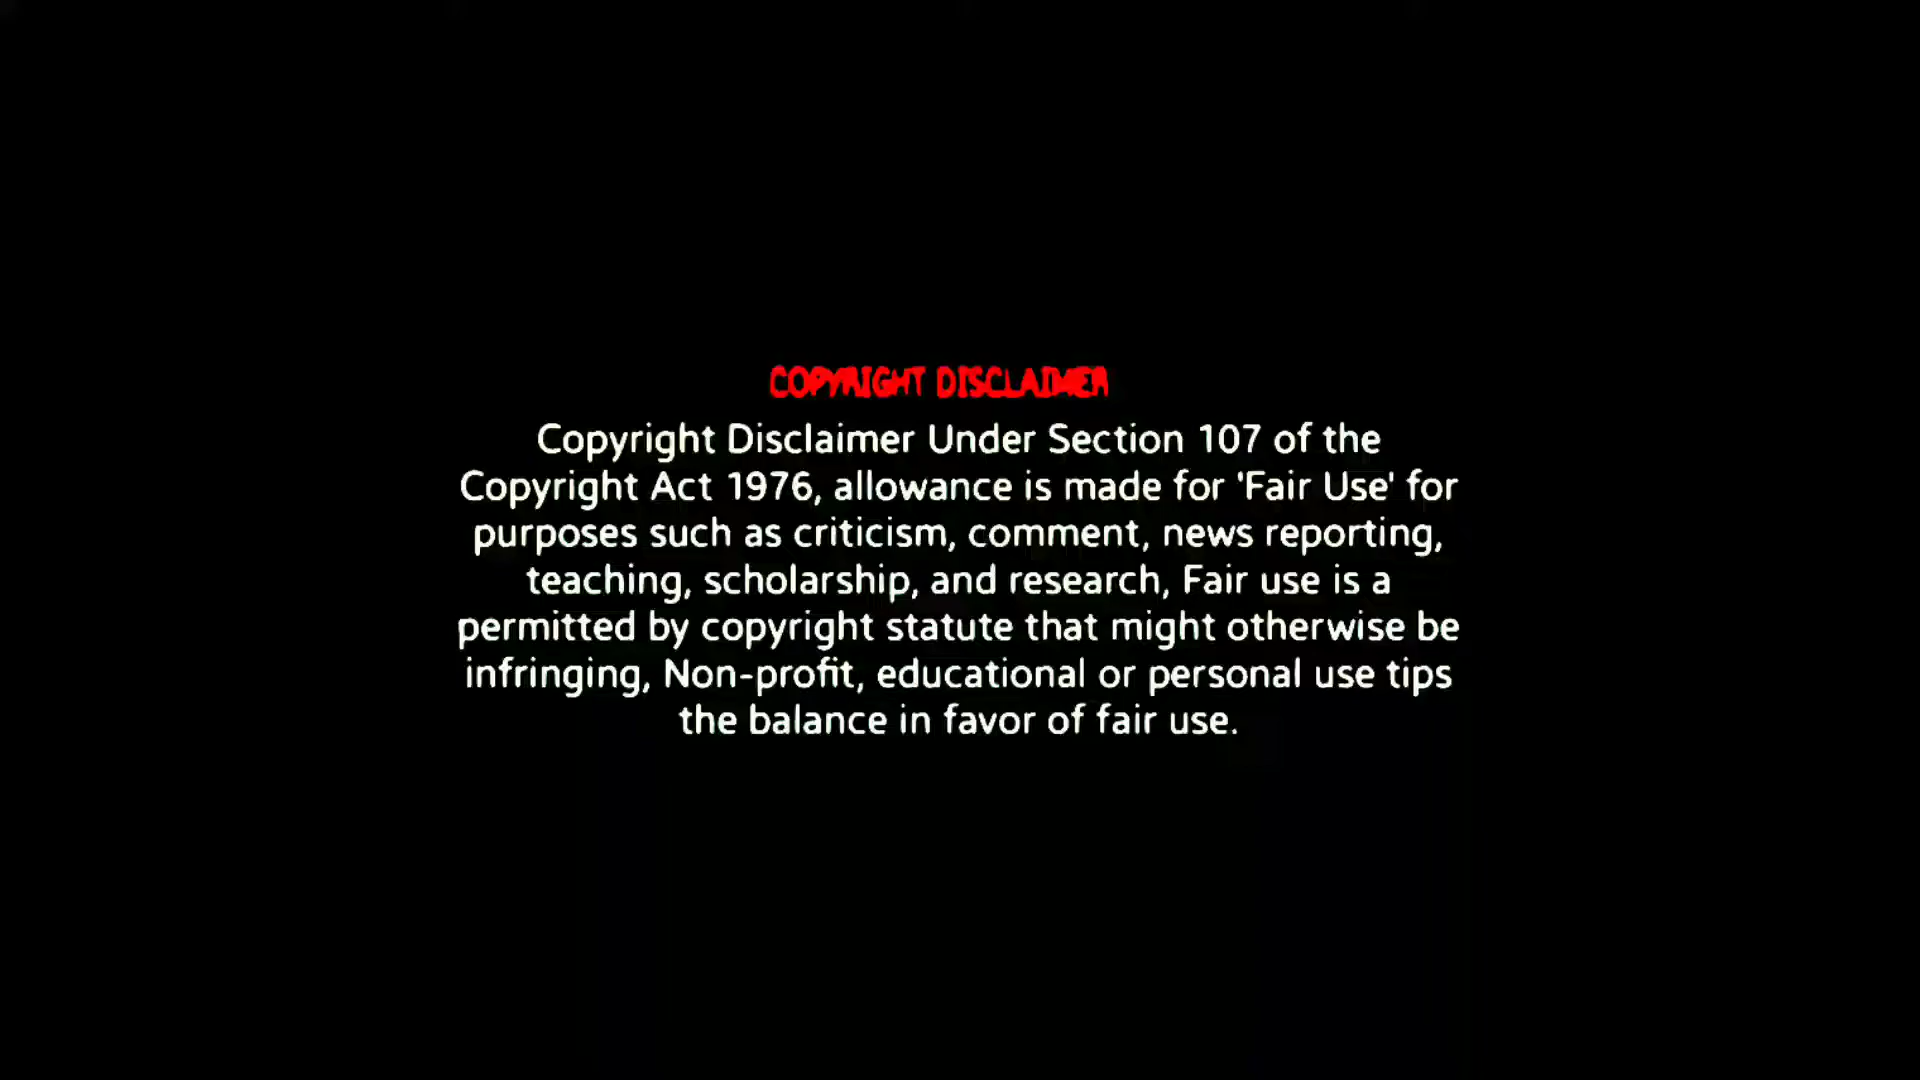 COPYRIGHT DISCLAIMER
Copyright Disclaimer Under Section 107 of the
Copyright Act 1976, allowance is made for 'Fair Use' for
purposes such as criticism, comment, news reporting,
teaching, scholarship, and research, Fair use is a
permitted by copyright statute that might otherwise be
infringing, Non-profit, educational or personal use tips
the balance in favor of fair use.